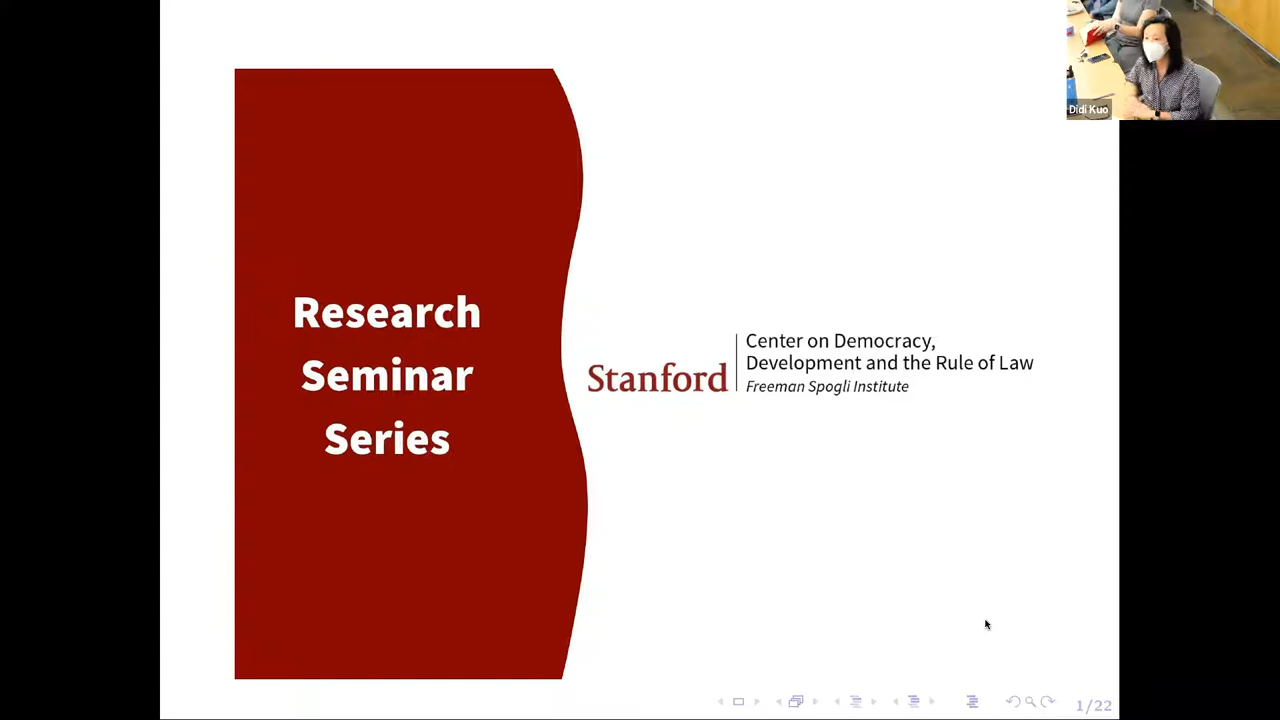 Didi Kuo
Research
Seminar
Series
Stanford
Center on Democracy,
Development and the Rule of Law
Freeman Spogli Institute
1/22